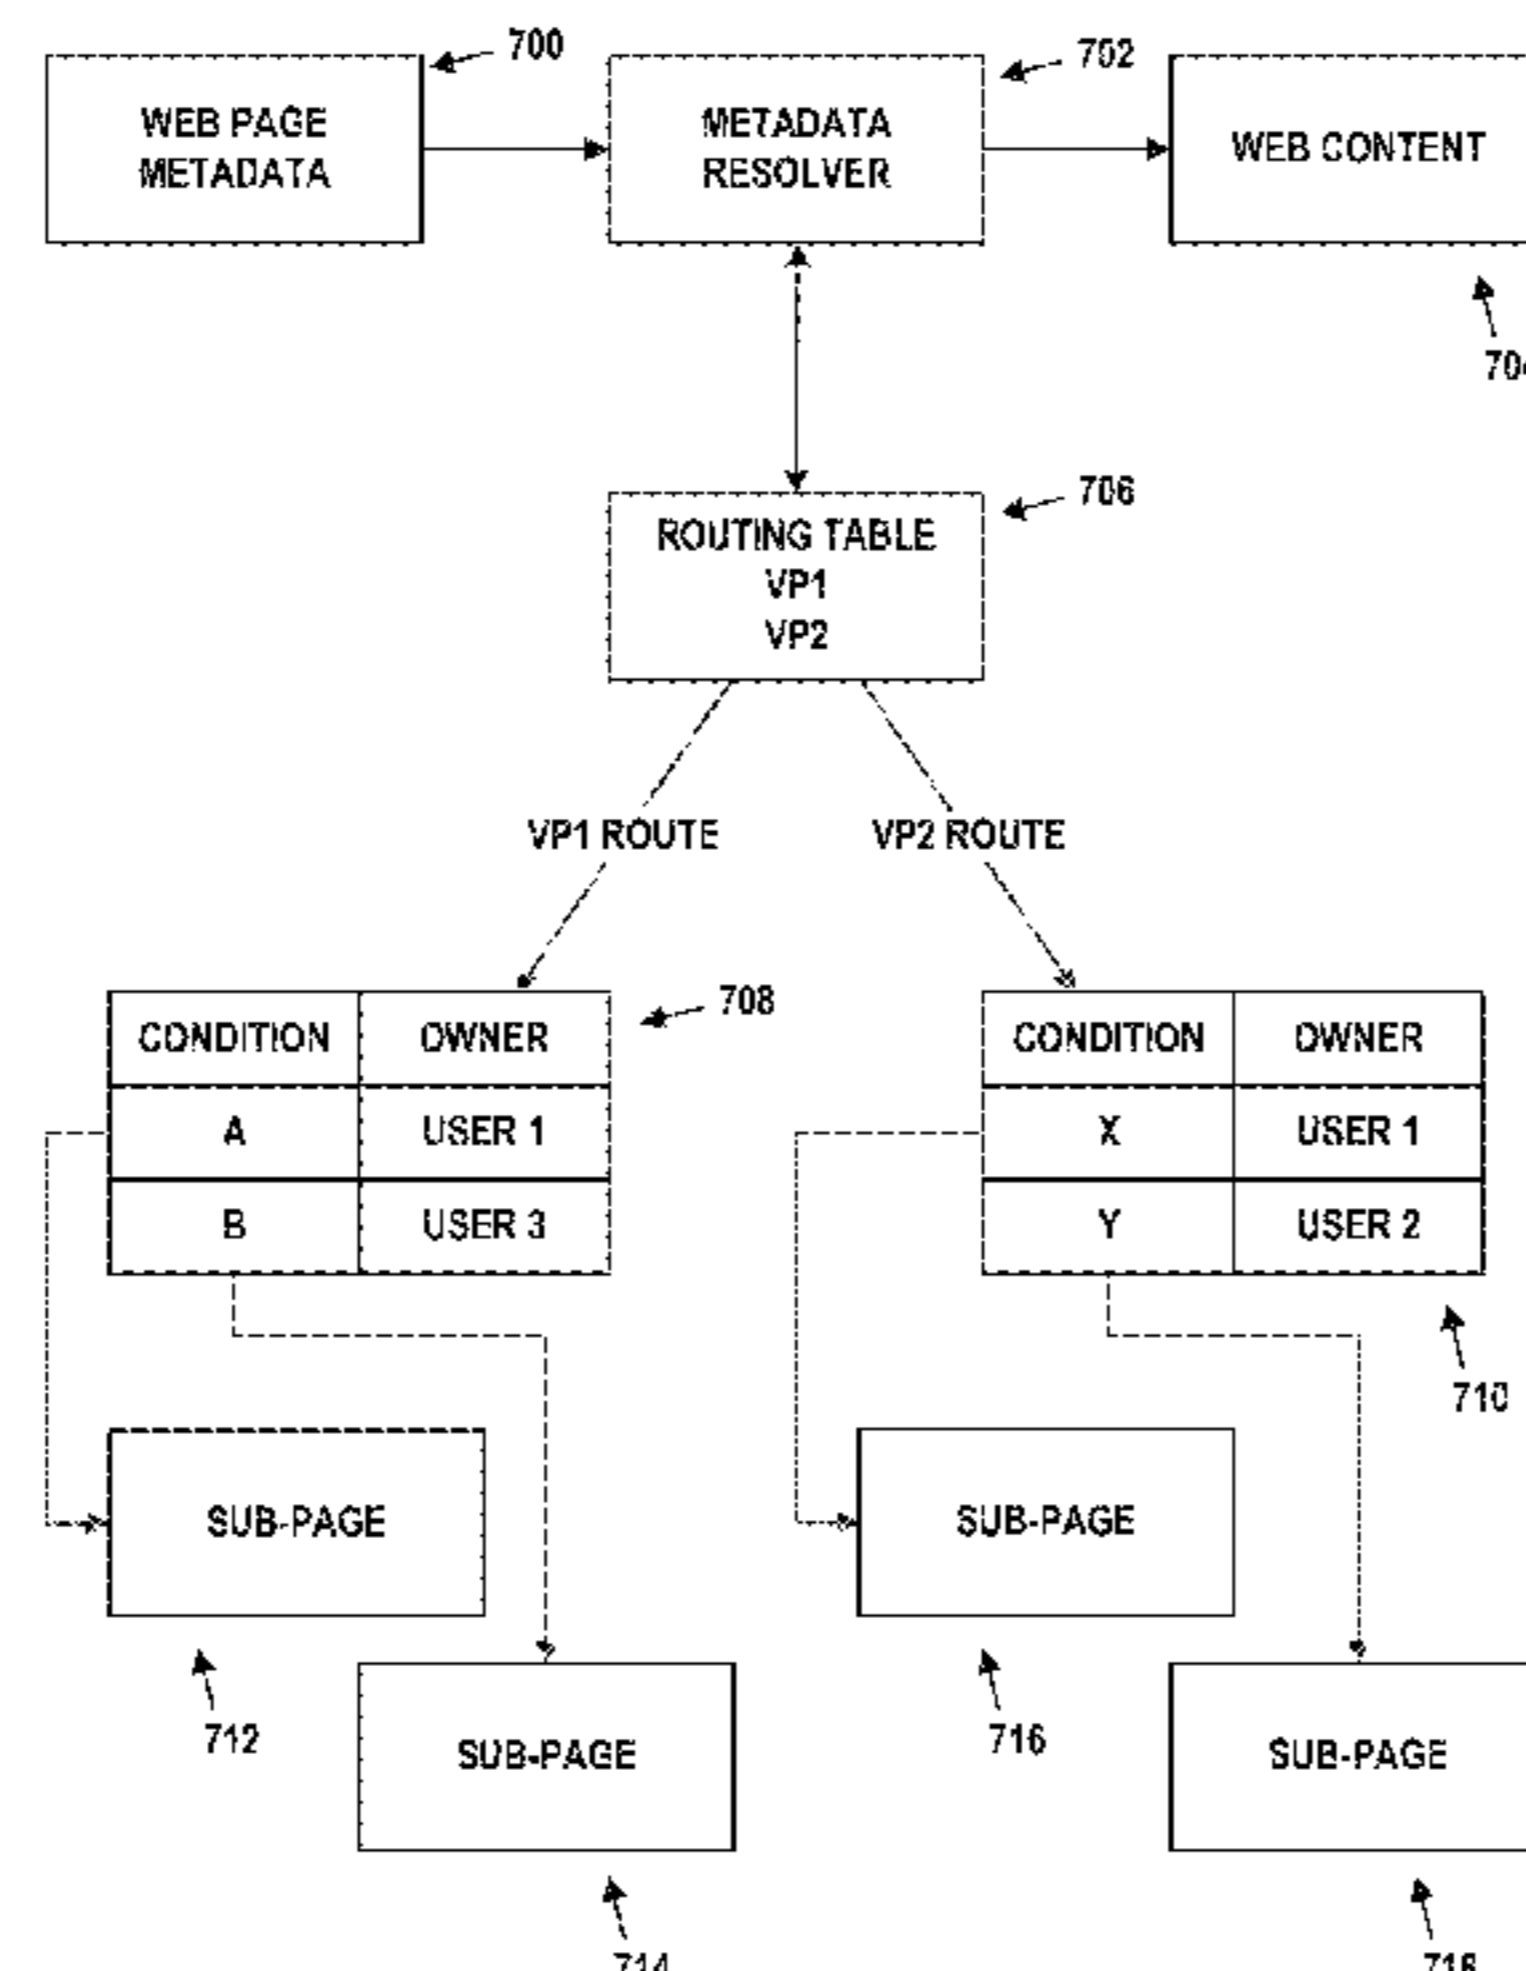 700
702
WEB PAGE
METADATA
METADATA
RESOLVER
WEB CONTENT
706
ROUTING TABLE
VP1
VP2
VP1 ROUTE
VP2 ROUTE
708
CONDITION OWNER
A USER 1
B USER 3
CONDITION OWNER
X USER 1
Y USER 2
710
SUB-PAGE
SUB-PAGE
712
716
SUB-PAGE
SUB-PAGE
714
718